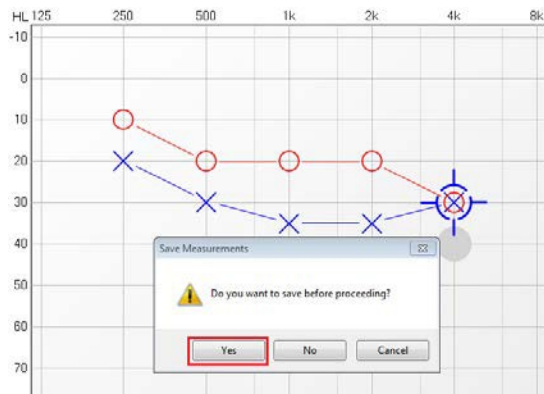 HL 125 250 500 1k 2k 4k 8k
-10
0
10
20
30
40
50
60
70
Save Measurements
Do you want to save before proceeding?
Yes No Cancel